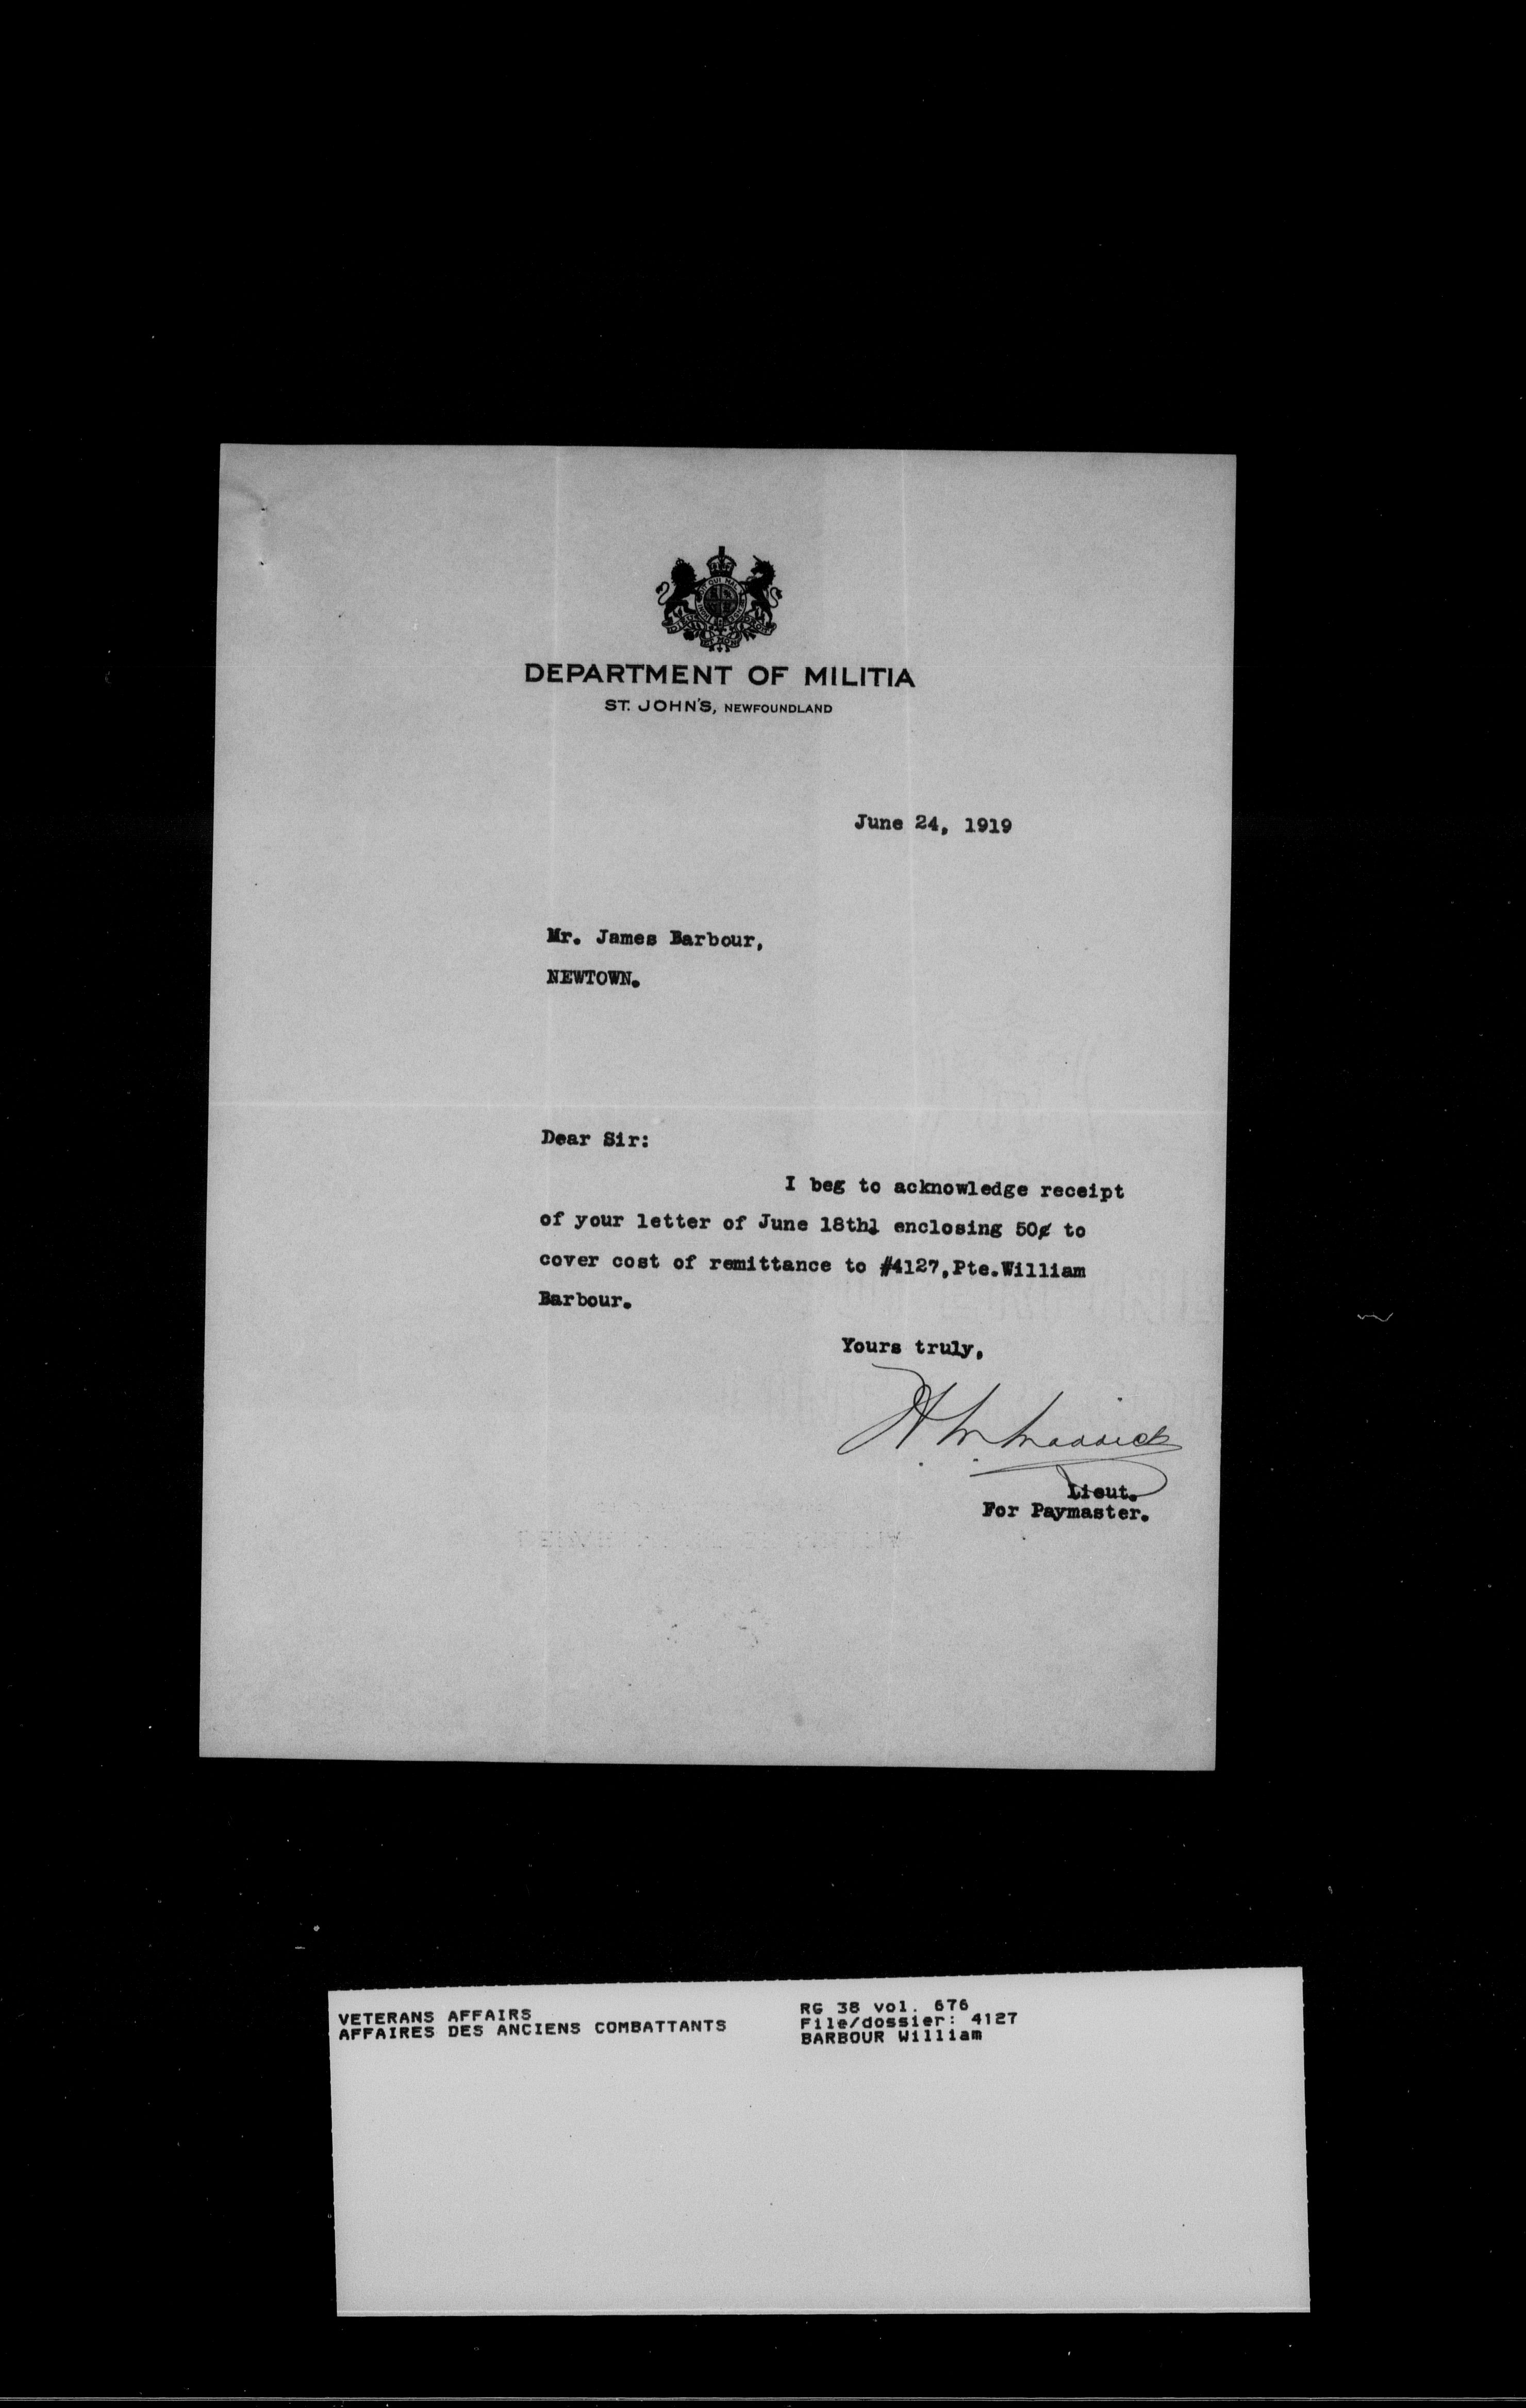 DEPARTMENT OF MILITIA
ST. JOHN'S, NEWFOUNDLAND
June 24, 1919
Mr. James Barbour,
NEWTOWN.
Dear Sir:
I beg to acknowledge receipt
of your letter of June 18th1 enclosing 50¢ to
cover cost of remittance to #4127,Pte.William
Barbour.
Yours truly,
Lieut.
For Paymaster.
VETERANS AFFAIRS
AFFAIRES DES ANCIENS COMBATTANTS
RG 38 vol. 676
File/dossier: 4127
BARBOUR William